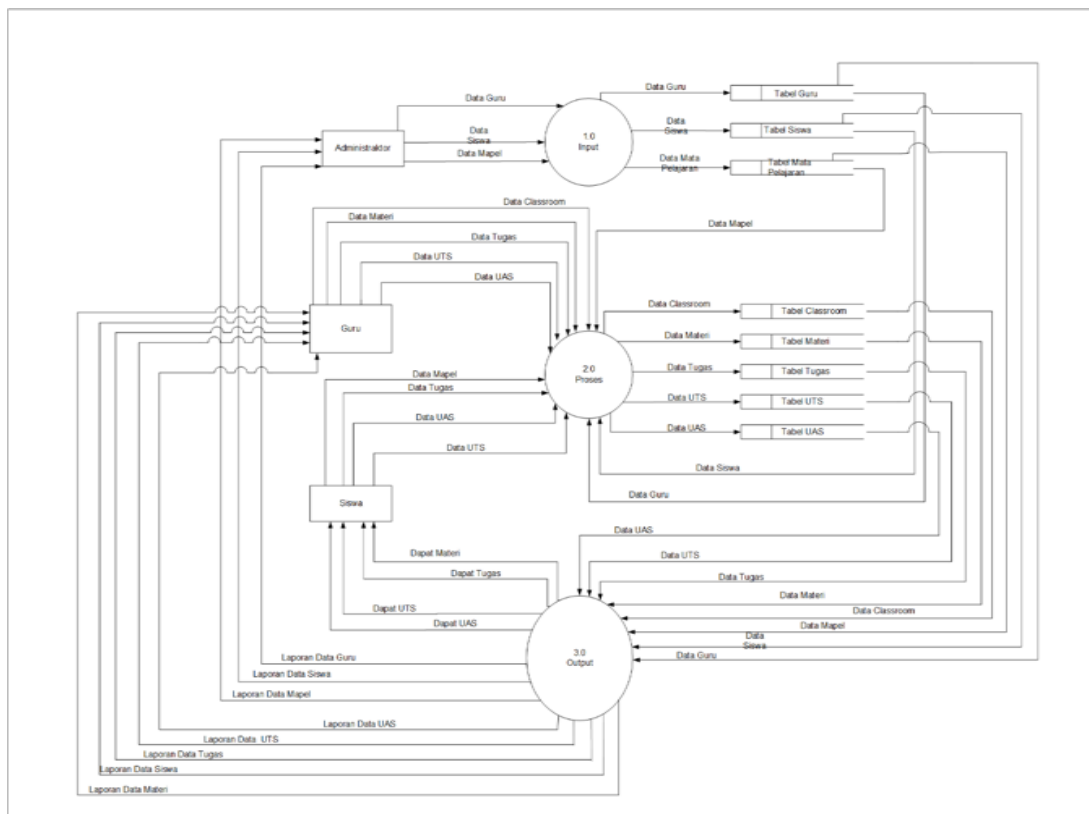 Data Guru
Data
Siswa
Data Mapel
Administraktor
1.0
Input
Data Guru
Data
Siswa
Data Mata
Pelajaran
Tabel Guru
Tabel Siswa
Tabel Mata
Pelajaran
Data Classroom
Data Materi
Data Tugas
Data UTS
Data UAS
Data Mapel
Guru
2.0
Proses
Data Classroom
Data Materi
Data Tugas
Data UTS
Data UAS
Tabel Classroom
Tabel Materi
Tabel Tugas
Tabel UTS
Tabel UAS
Data Mapel
Data Tugas
Data UAS
Data UTS
Siswa
Data Siswa
Data Guru
Data UAS
Data UTS
Data Tugas
Data Materi
Data Classroom
Data Mapel
Data
Siswa
Data Guru
Dapat Materi
Dapat Tugas
Dapat UTS
Dapat UAS
3.0
Output
Laporan Data Guru
Laporan Data Siswa
Laporan Data Mapel
Laporan Data UAS
Laporan Data UTS
Laporan Data Tugas
Laporan Data Siswa
Laporan Data Materi